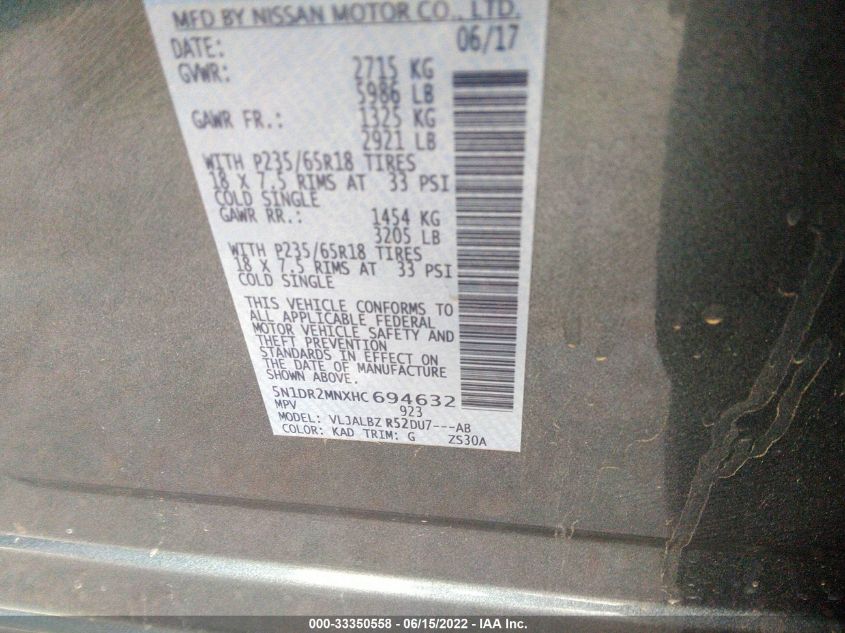 MFD BY NISSAN MOTOR CO., LTD.
DATE: 06/17
GVWR: 2715 KG
5986 LB
GAWR FR.: 1325 KG
2921 LB
WITH P235/65R18 TIRES
18 X 7.5 RIMS AT 33 PSI
COLD SINGLE
GAWR RR.: 1454 KG
3205 LB
WITH P235/65R18 TIRES
18 X 7.5 RIMS AT 33 PSI
COLD SINGLE
THIS VEHICLE CONFORMS TO
ALL APPLICABLE FEDERAL
MOTOR VEHICLE SAFETY AND
THEFT PREVENTION
STANDARDS IN EFFECT ON
THE DATE OF MANUFACTURE
SHOWN ABOVE.
5N1DR2MNXHC694632
MPV 923
MODEL: VLJALBZ R52DU7---AB
COLOR: KAD TRIM: G ZS30A
000-33350558 - 06/15/2022 - IAA Inc.